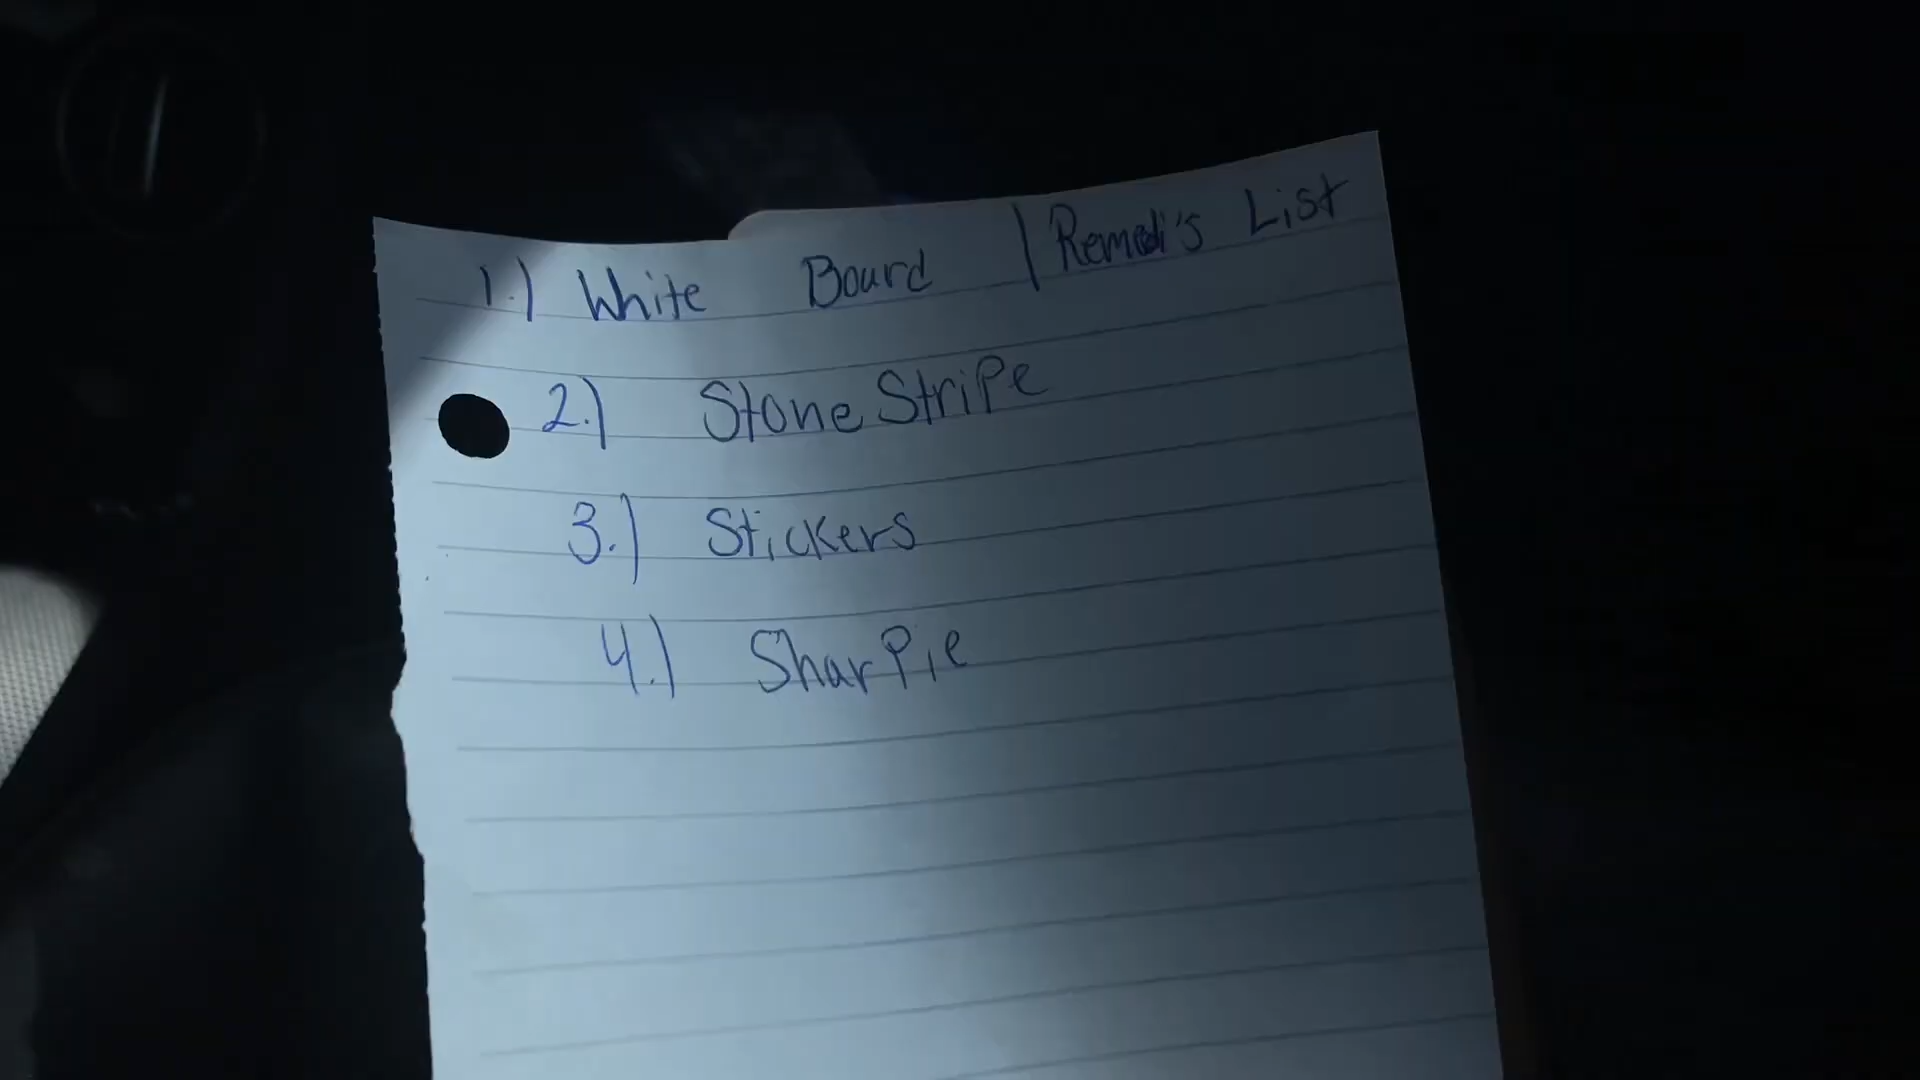 1.) White Board | Remedi's List
2.) Stone Stripe
3.) Stickers
4.) SharPie